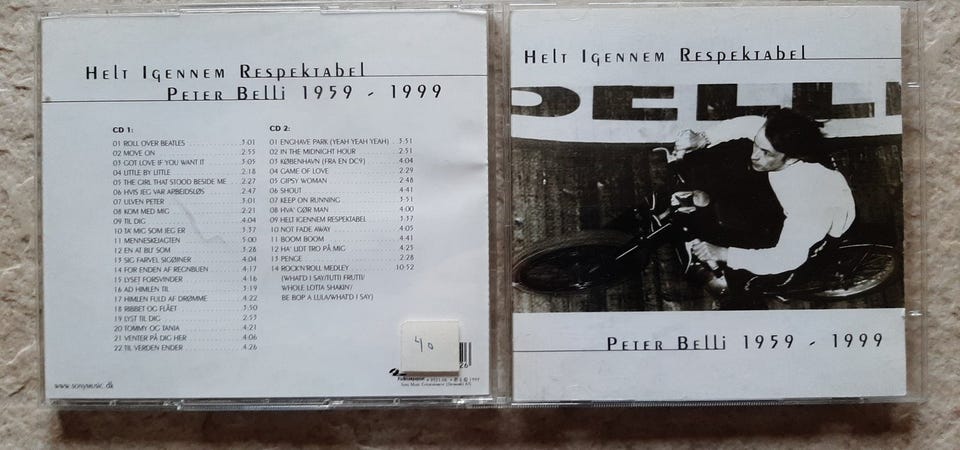 Helt Igennem Respektabel
Peter Belli 1959 - 1999
CD 1:
01 ROLL OVER BEATLES 3:01
02 MOVE ON 2:55
03 GOT LOVE IF YOU WANT IT 3:05
04 LITTLE BY LITTLE 2:18
05 THE GIRL THAT STOOD BESIDE ME 2:27
06 HVIS JEG VAR ARBEJDSLØS 2:47
07 ULVEN PETER 3:01
08 KOM MED MIG 2:21
09 TIL DIG 4:04
10 TA' MIG SOM JEG ER 3:37
11 MENNESKEJAGTEN 5:00
12 EN AT BLI' SOM 3:28
13 SIG FARVEL, SIGØJNER 4:04
14 FOR ENDEN AF REGNBUEN 4:17
15 LYSET FORSVINDER 4:16
16 AD HIMLEN TIL 3:19
17 HIMLEN FULD AF DRØMME 4:22
18 RIBBET OG FLÅET 3:50
19 LYST TIL DIG 2:53
20 TOMMY OG TANIA 4:21
21 VENTER PÅ DIG HER 4:06
22 TIL VERDEN ENDER 4:26
CD 2:
01 ENGHAVE PARK (YEAH YEAH YEAH) 3:51
02 IN THE MIDNIGHT HOUR 2:51
03 KØBENHAVN (FRA EN DC9) 4:04
04 GAME OF LOVE 2:29
05 GIPSY WOMAN 2:48
06 SHOUT 4:41
07 KEEP ON RUNNING 3:51
08 HVA' GØR MAN 4:00
09 HELT IGENNEM RESPEKTABEL 3:37
10 NOT FADE AWAY 6:05
11 BOOM BOOM 4:41
12 HA' LIDT TRO PÅ MIG 4:25
13 PENGE 2:28
14 ROCK'N'ROLL MEDLEY 10:52
(WHAT'D I SAY/TUTTI FRUTTI/
WHOLE LOTTA SHAKIN'/
BE BOP A LULA/WHAT'D I SAY)
40
26
www.sonymusic.dk
Helt Igennem Respektabel
BELLI
Peter Belli 1959 - 1999